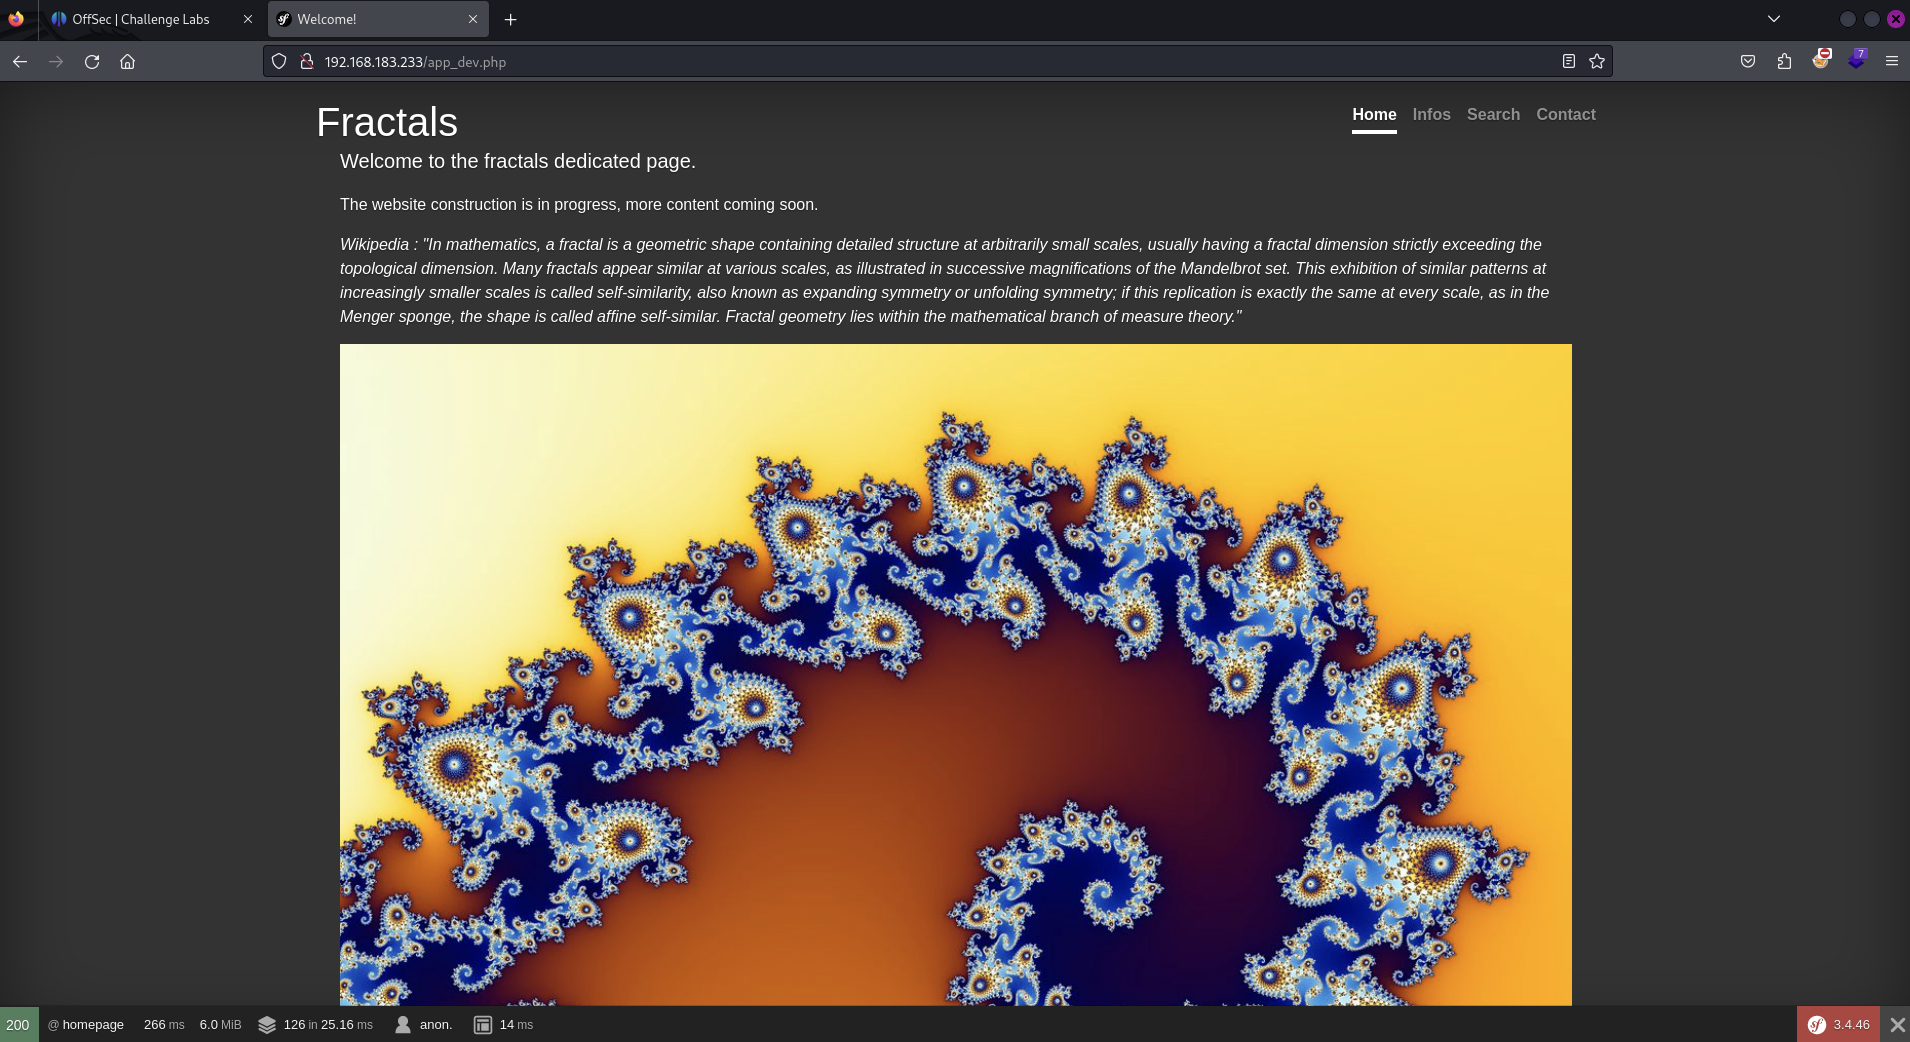 OffSec | Challenge Labs
Welcome!
192.168.183.233/app_dev.php
7
Fractals
Home Infos Search Contact
Welcome to the fractals dedicated page.
The website construction is in progress, more content coming soon.
Wikipedia : "In mathematics, a fractal is a geometric shape containing detailed structure at arbitrarily small scales, usually having a fractal dimension strictly exceeding the
topological dimension. Many fractals appear similar at various scales, as illustrated in successive magnifications of the Mandelbrot set. This exhibition of similar patterns at
increasingly smaller scales is called self-similarity, also known as expanding symmetry or unfolding symmetry; if this replication is exactly the same at every scale, as in the
Menger sponge, the shape is called affine self-similar. Fractal geometry lies within the mathematical branch of measure theory."
200 @ homepage 266 ms 6.0 MiB 126 in 25.16 ms anon. 14 ms sf 3.4.46